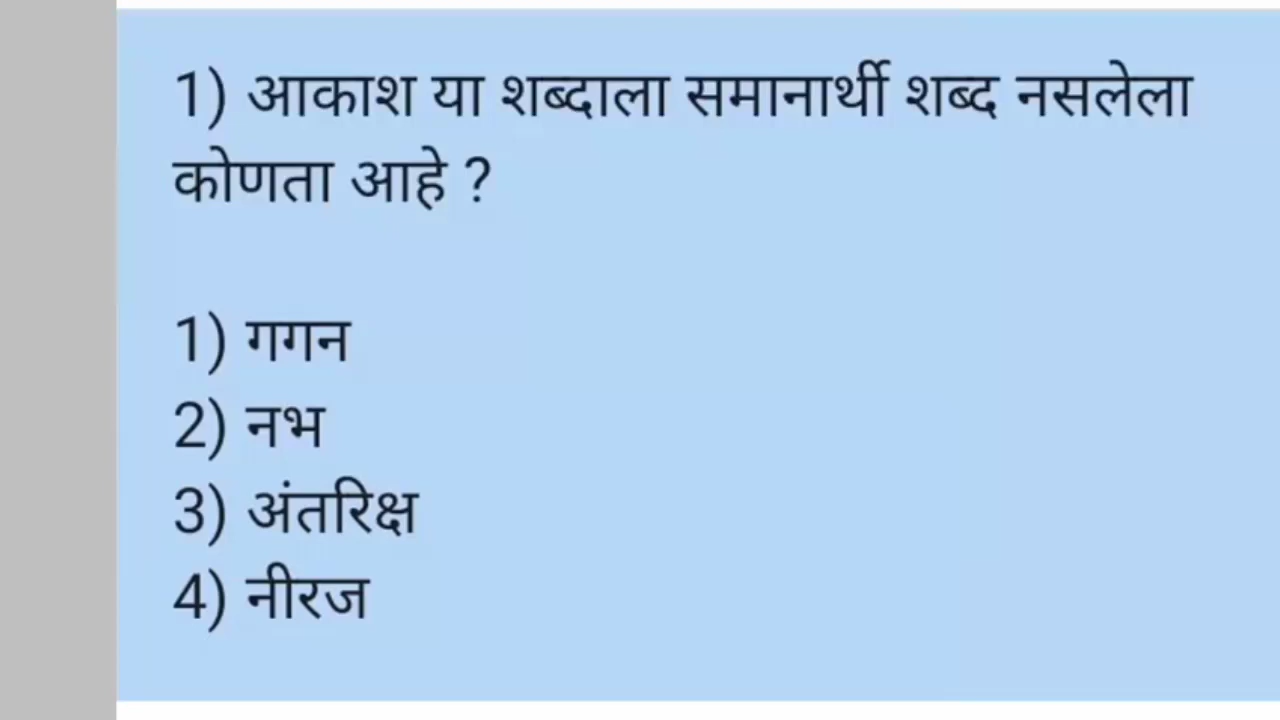 1) आकाश या शब्दाला समानार्थी शब्द नसलेला
कोणता आहे ?
1) गगन
2) नभ
3) अंतरिक्ष
4) नीरज